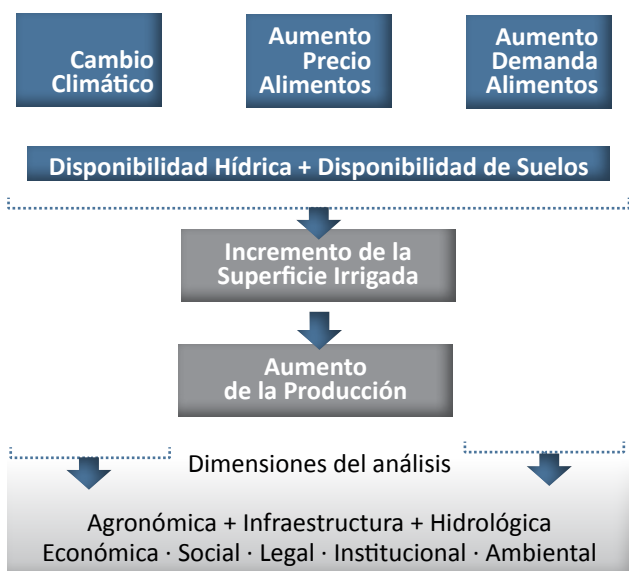 Cambio
Climático
Aumento
Precio
Alimentos
Aumento
Demanda
Alimentos
Disponibilidad Hídrica + Disponibilidad de Suelos
Incremento de la
Superficie Irrigada
Aumento
de la Producción
Dimensiones del análisis
Agronómica + Infraestructura + Hidrológica
Económica · Social · Legal · Institucional · Ambiental